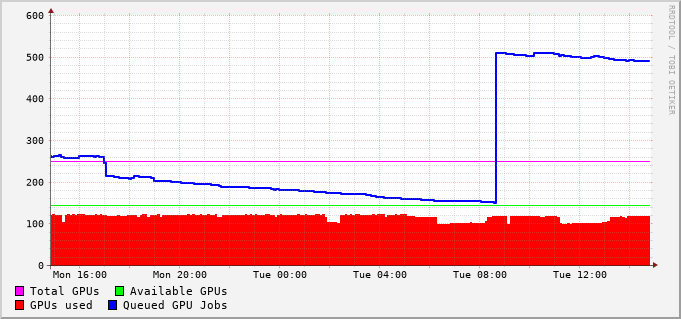 600
500
400
300
200
100
0
Mon 16:00 Mon 20:00 Tue 00:00 Tue 04:00 Tue 08:00 Tue 12:00
Total GPUs Available GPUs
GPUs used Queued GPU Jobs
RRDTOOL / TOBI OETIKER